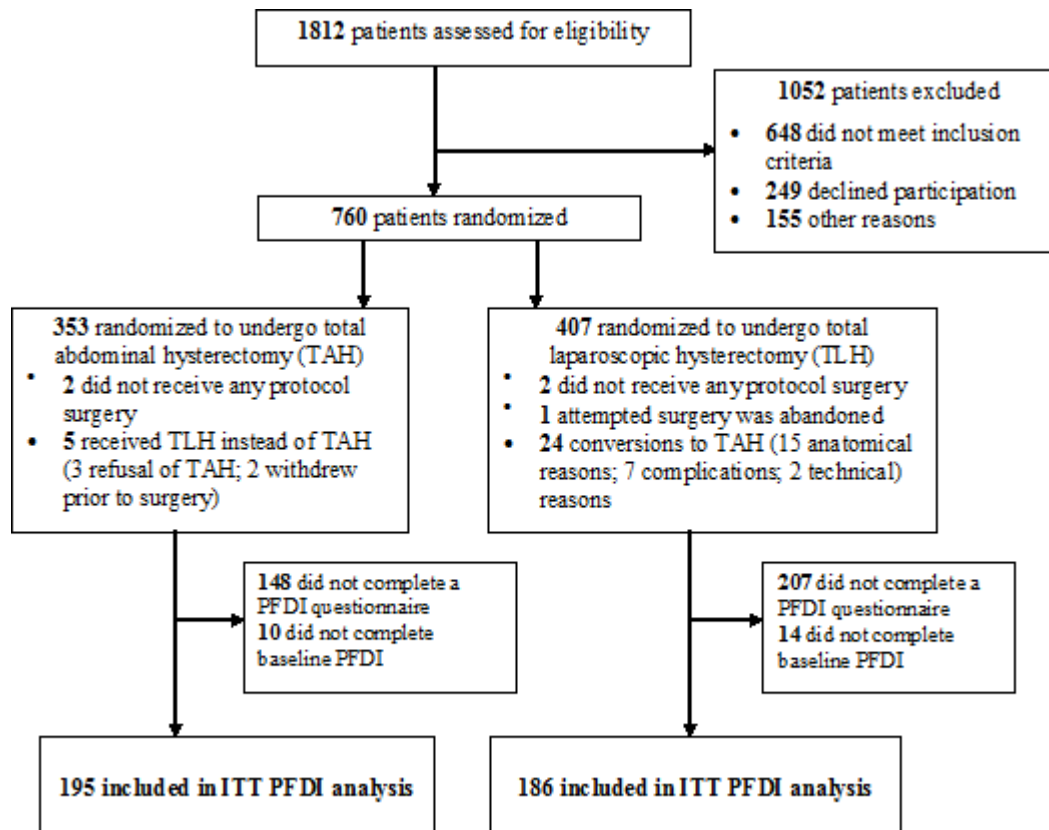 1812 patients assessed for eligibility
1052 patients excluded
• 648 did not meet inclusion
criteria
• 249 declined participation
• 155 other reasons
760 patients randomized
353 randomized to undergo total
abdominal hysterectomy (TAH)
• 2 did not receive any protocol
surgery
• 5 received TLH instead of TAH
(3 refusal of TAH; 2 withdrew
prior to surgery)
407 randomized to undergo total
laparoscopic hysterectomy (TLH)
• 2 did not receive any protocol surgery
• 1 attempted surgery was abandoned
• 24 conversions to TAH (15 anatomical
reasons; 7 complications; 2 technical)
reasons
148 did not complete a
PFDI questionnaire
10 did not complete
baseline PFDI
207 did not complete a
PFDI questionnaire
14 did not complete
baseline PFDI
195 included in ITT PFDI analysis
186 included in ITT PFDI analysis